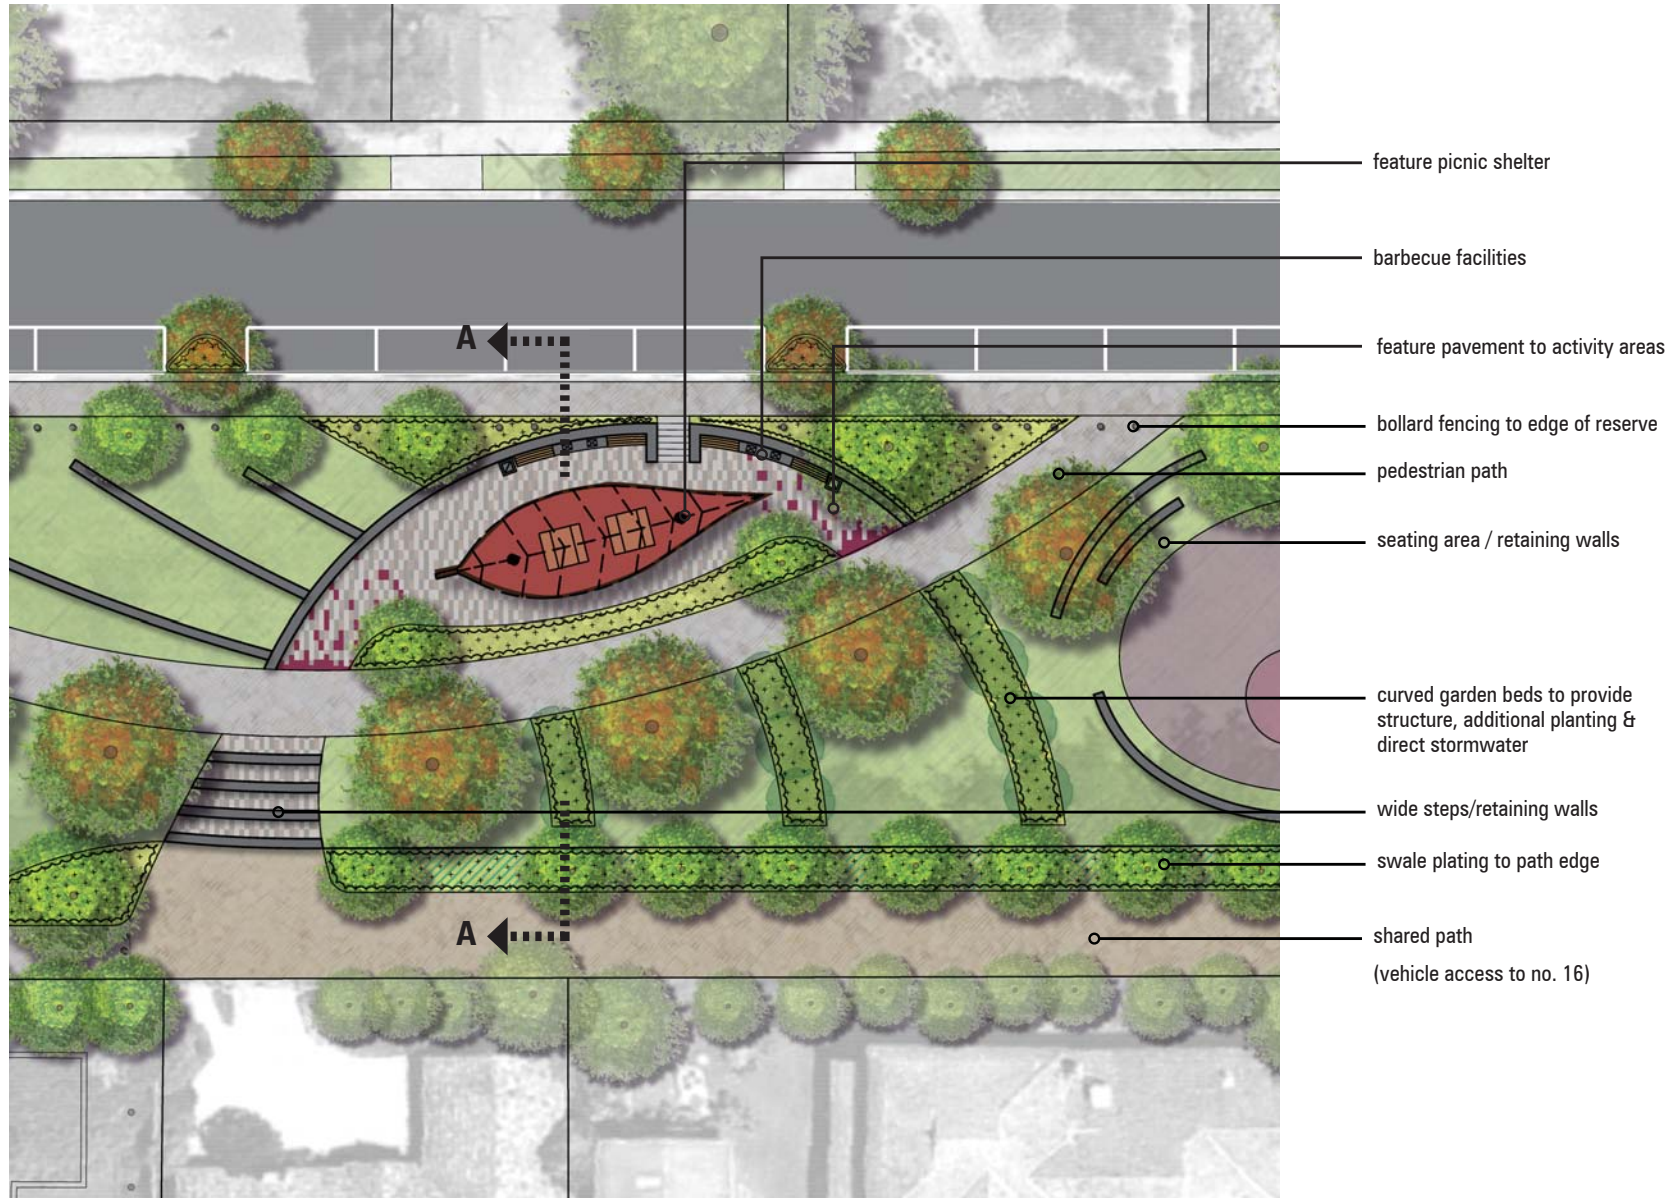 feature picnic shelter
barbecue facilities
A
feature pavement to activity areas
bollard fencing to edge of reserve
pedestrian path
seating area / retaining walls
curved garden beds to provide
structure, additional planting &
direct stormwater
wide steps/retaining walls
swale plating to path edge
A
shared path
(vehicle access to no. 16)